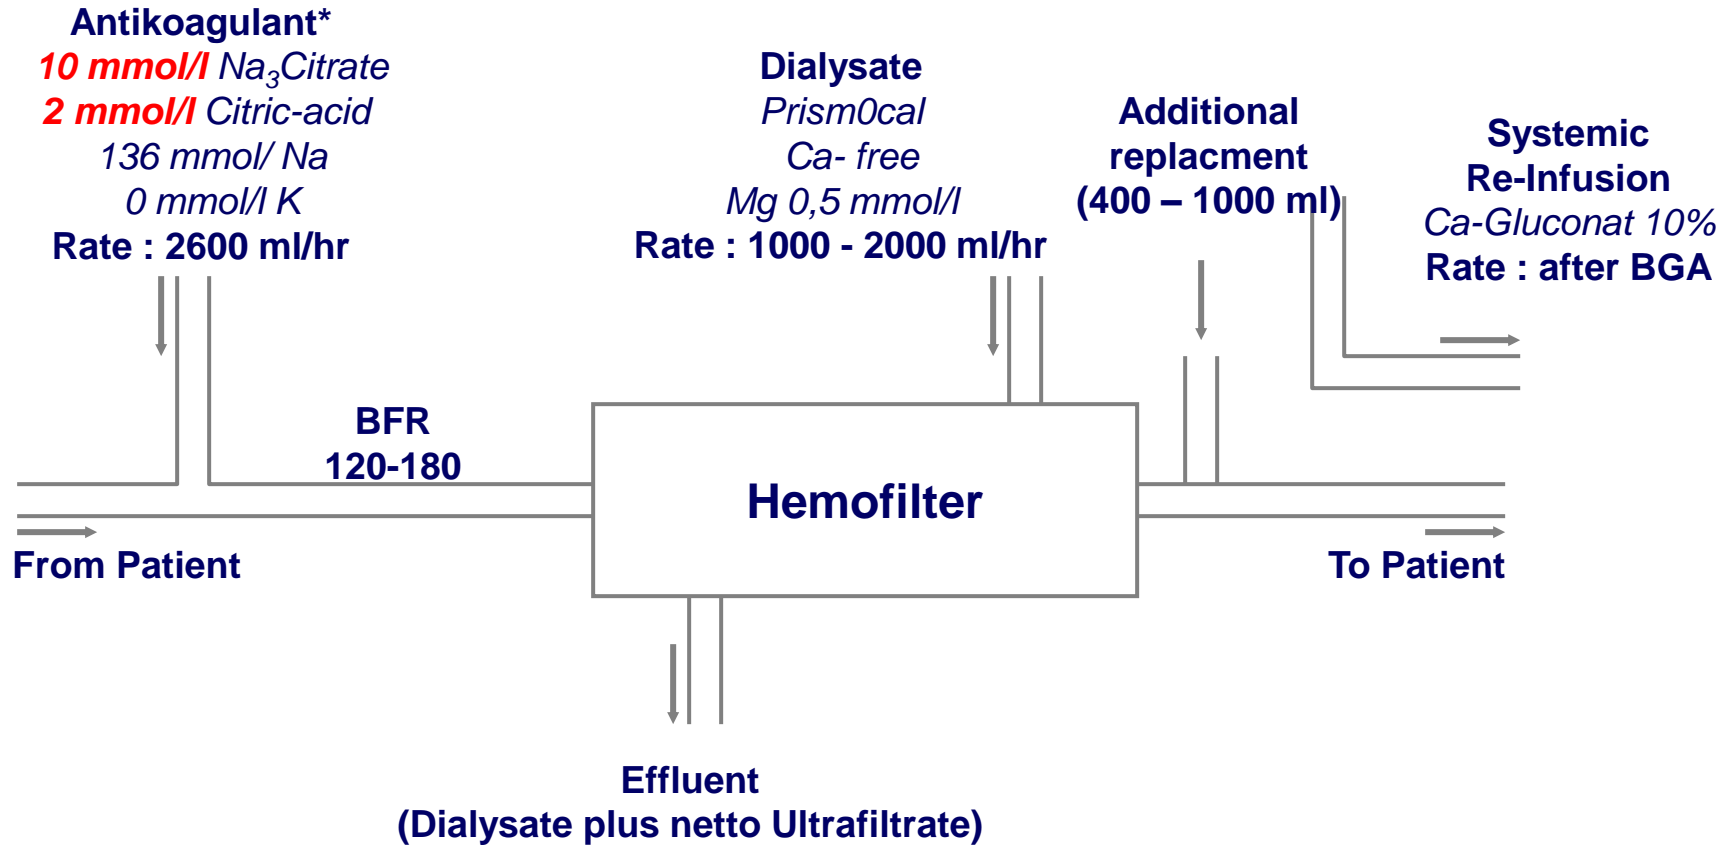 Antikoagulant*
10 mmol/l Na₃Citrate
2 mmol/l Citric-acid
136 mmol/ Na
0 mmol/l K
Rate : 2600 ml/hr
Dialysate
Prism0cal
Ca- free
Mg 0,5 mmol/l
Rate : 1000 - 2000 ml/hr
Additional
replacment
(400 – 1000 ml)
Systemic
Re-Infusion
Ca-Gluconat 10%
Rate : after BGA
BFR
120-180
Hemofilter
From Patient
To Patient
Effluent
(Dialysate plus netto Ultrafiltrate)